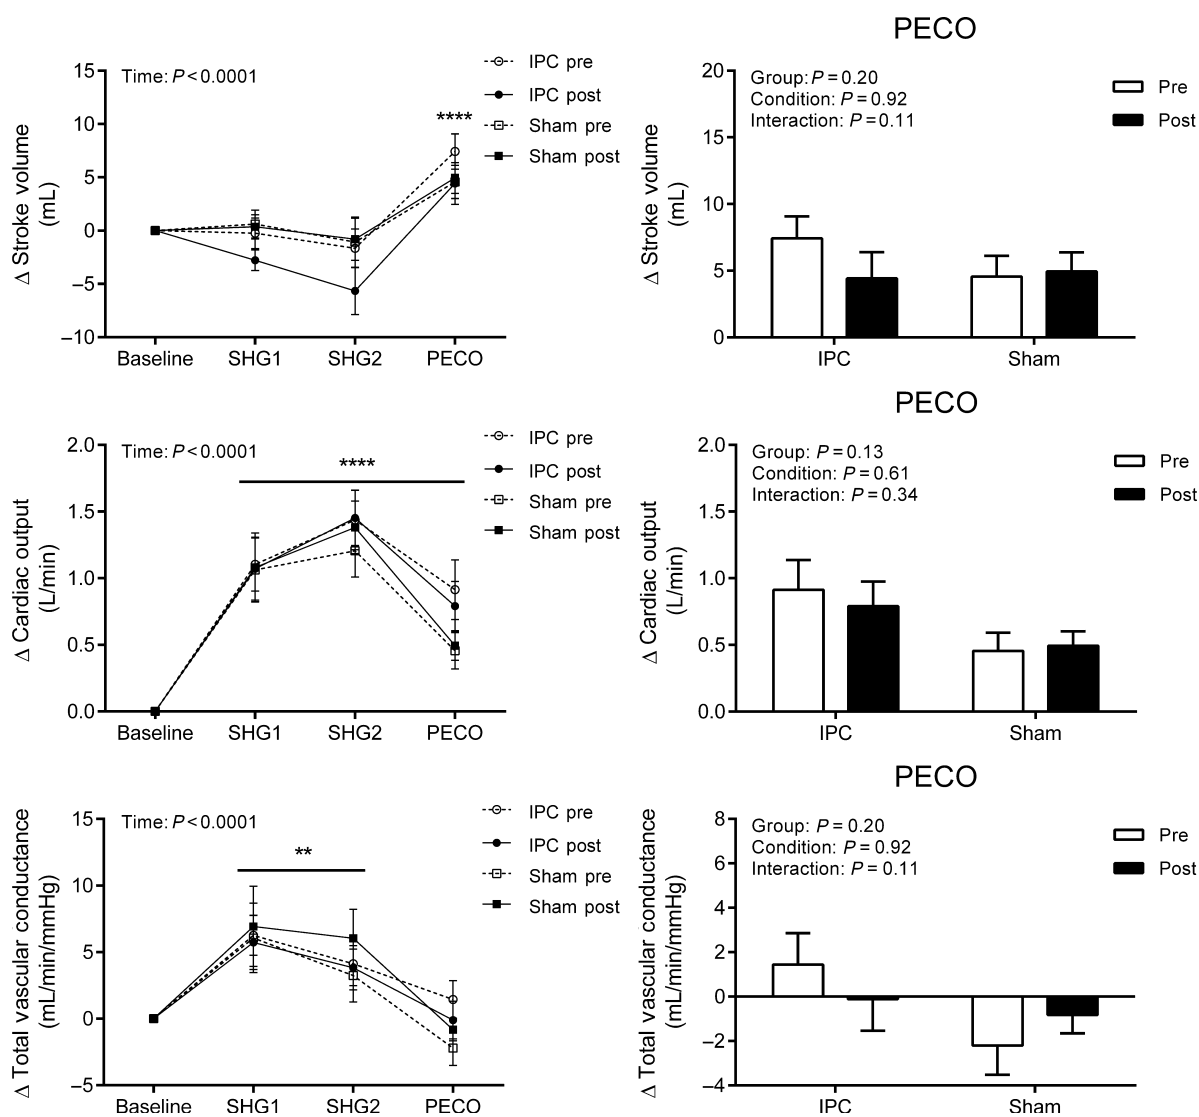 PECO
Δ Stroke volume
(mL)
15
10
5
0
−5
−10
Time: P<0.0001
****
IPC pre
IPC post
Sham pre
Sham post
Baseline
SHG1
SHG2
PECO
Δ Stroke volume
(mL)
20
15
10
5
0
Group: P=0.20
Condition: P=0.92
Interaction: P=0.11
Pre
Post
IPC
Sham
PECO
Δ Cardiac output
(L/min)
2.0
1.5
1.0
0.5
0.0
Time: P<0.0001
****
IPC pre
IPC post
Sham pre
Sham post
Baseline
SHG1
SHG2
PECO
Δ Cardiac output
(L/min)
2.0
1.5
1.0
0.5
0.0
Group: P=0.13
Condition: P=0.61
Interaction: P=0.34
Pre
Post
IPC
Sham
PECO
Δ Total vascular conductance
(mL/min/mmHg)
15
10
5
0
−5
Time: P<0.0001
**
IPC pre
IPC post
Sham pre
Sham post
Baseline
SHG1
SHG2
PECO
Δ Total vascular conductance
(mL/min/mmHg)
8
6
4
2
0
−2
−4
Group: P=0.20
Condition: P=0.92
Interaction: P=0.11
Pre
Post
IPC
Sham